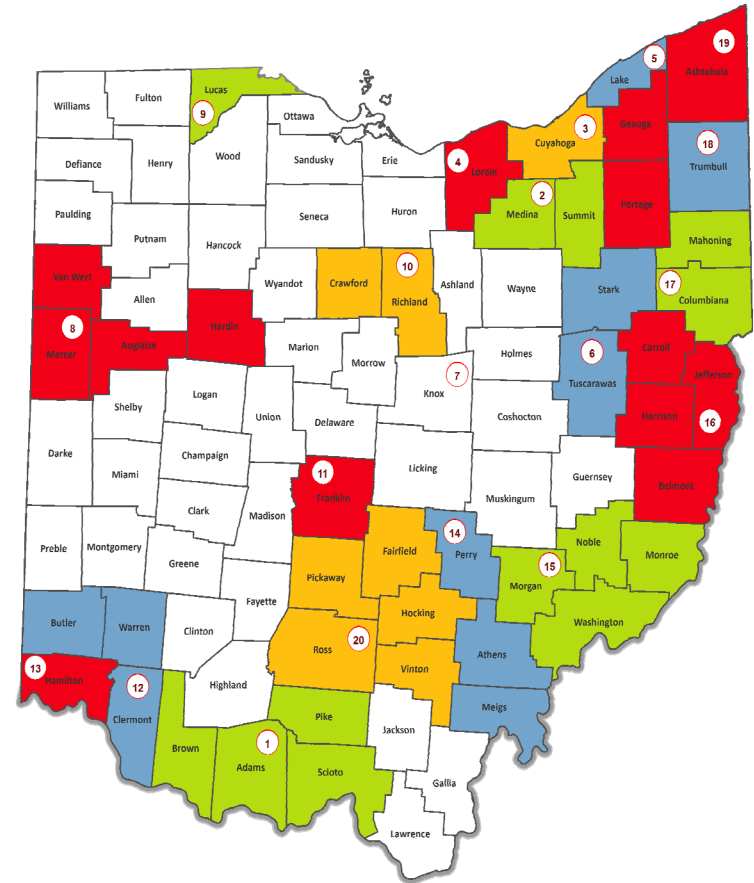 19
5
Ashtabula
Lake
Lucas
Fulton
Williams
9
Ottawa
3
Geauga
Cuyahoga
18
Trumbull
4
Lorain
Wood
Sandusky
Erie
Defiance
Henry
2
Medina
Summit
Portage
Paulding
Seneca
Huron
Putnam
Hancock
Mahoning
10
Van Wert
Wyandot
Crawford
Richland
Ashland
Wayne
Stark
17
Columbiana
Allen
8
Mercer
Auglaize
Hardin
Marion
Morrow
Holmes
6
Tuscarawas
Carroll
Jefferson
7
Knox
Logan
Union
Shelby
Delaware
Coshocton
Harrison
16
Darke
Champaign
Miami
11
Franklin
Licking
Guernsey
Belmont
Muskingum
Clark
Madison
Preble
Montgomery
Greene
Fairfield
14
Perry
Noble
Monroe
15
Morgan
Pickaway
Fayette
Hocking
Washington
Butler
Warren
Clinton
Ross
20
Athens
Vinton
13
Hamilton
12
Clermont
Highland
Meigs
Pike
Jackson
Brown
1
Adams
Scioto
Gallia
Lawrence